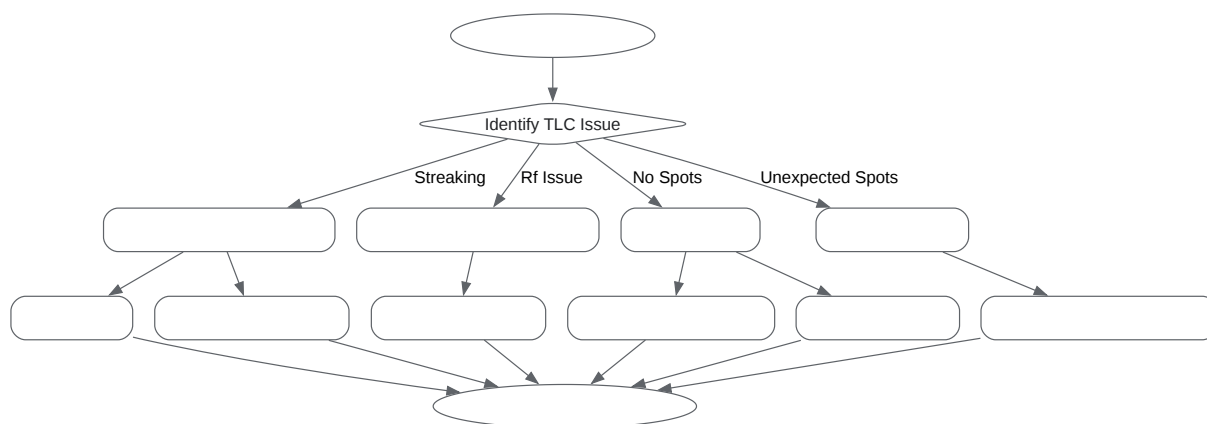 Identify TLC Issue
Streaking
Rf Issue
No Spots
Unexpected Spots